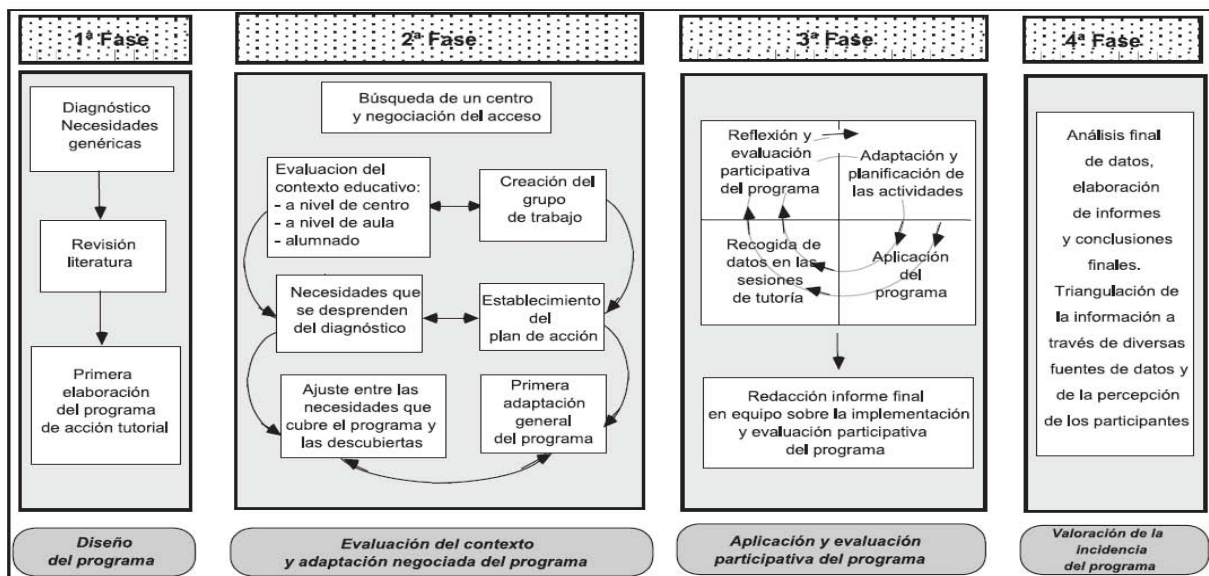 1ª Fase
Diagnóstico
Necesidades
genéricas
Revisión
literatura
Primera
elaboración
del programa
de acción tutorial
Diseño
del programa
2ª Fase
Búsqueda de un centro
y negociación del acceso
Evaluacion del
contexto educativo:
- a nivel de centro
- a nivel de aula
- alumnado
Creación del
grupo
de trabajo
Necesidades que
se desprenden
del diagnóstico
Establecimiento
del
plan de acción
Ajuste entre las
necesidades que
cubre el programa y
las descubiertas
Primera
adaptación
general
del programa
Evaluación del contexto
y adaptación negociada del programa
3ª Fase
Reflexión y
evaluación
participativa
del programa
Adaptación y
planificación de
las actividades
Recogida de
datos en las
sesiones
de tutoría
Aplicación
del
programa
Redacción informe final
en equipo sobre la implementación
y evaluación participativa
del programa
Aplicación y evaluación
participativa del programa
4ª Fase
Análisis final
de datos,
elaboración
de informes
y conclusiones
finales.
Triangulación de
la información a
través de diversas
fuentes de datos y
de la percepción
de los participantes
Valoración de la
incidencia
del programa